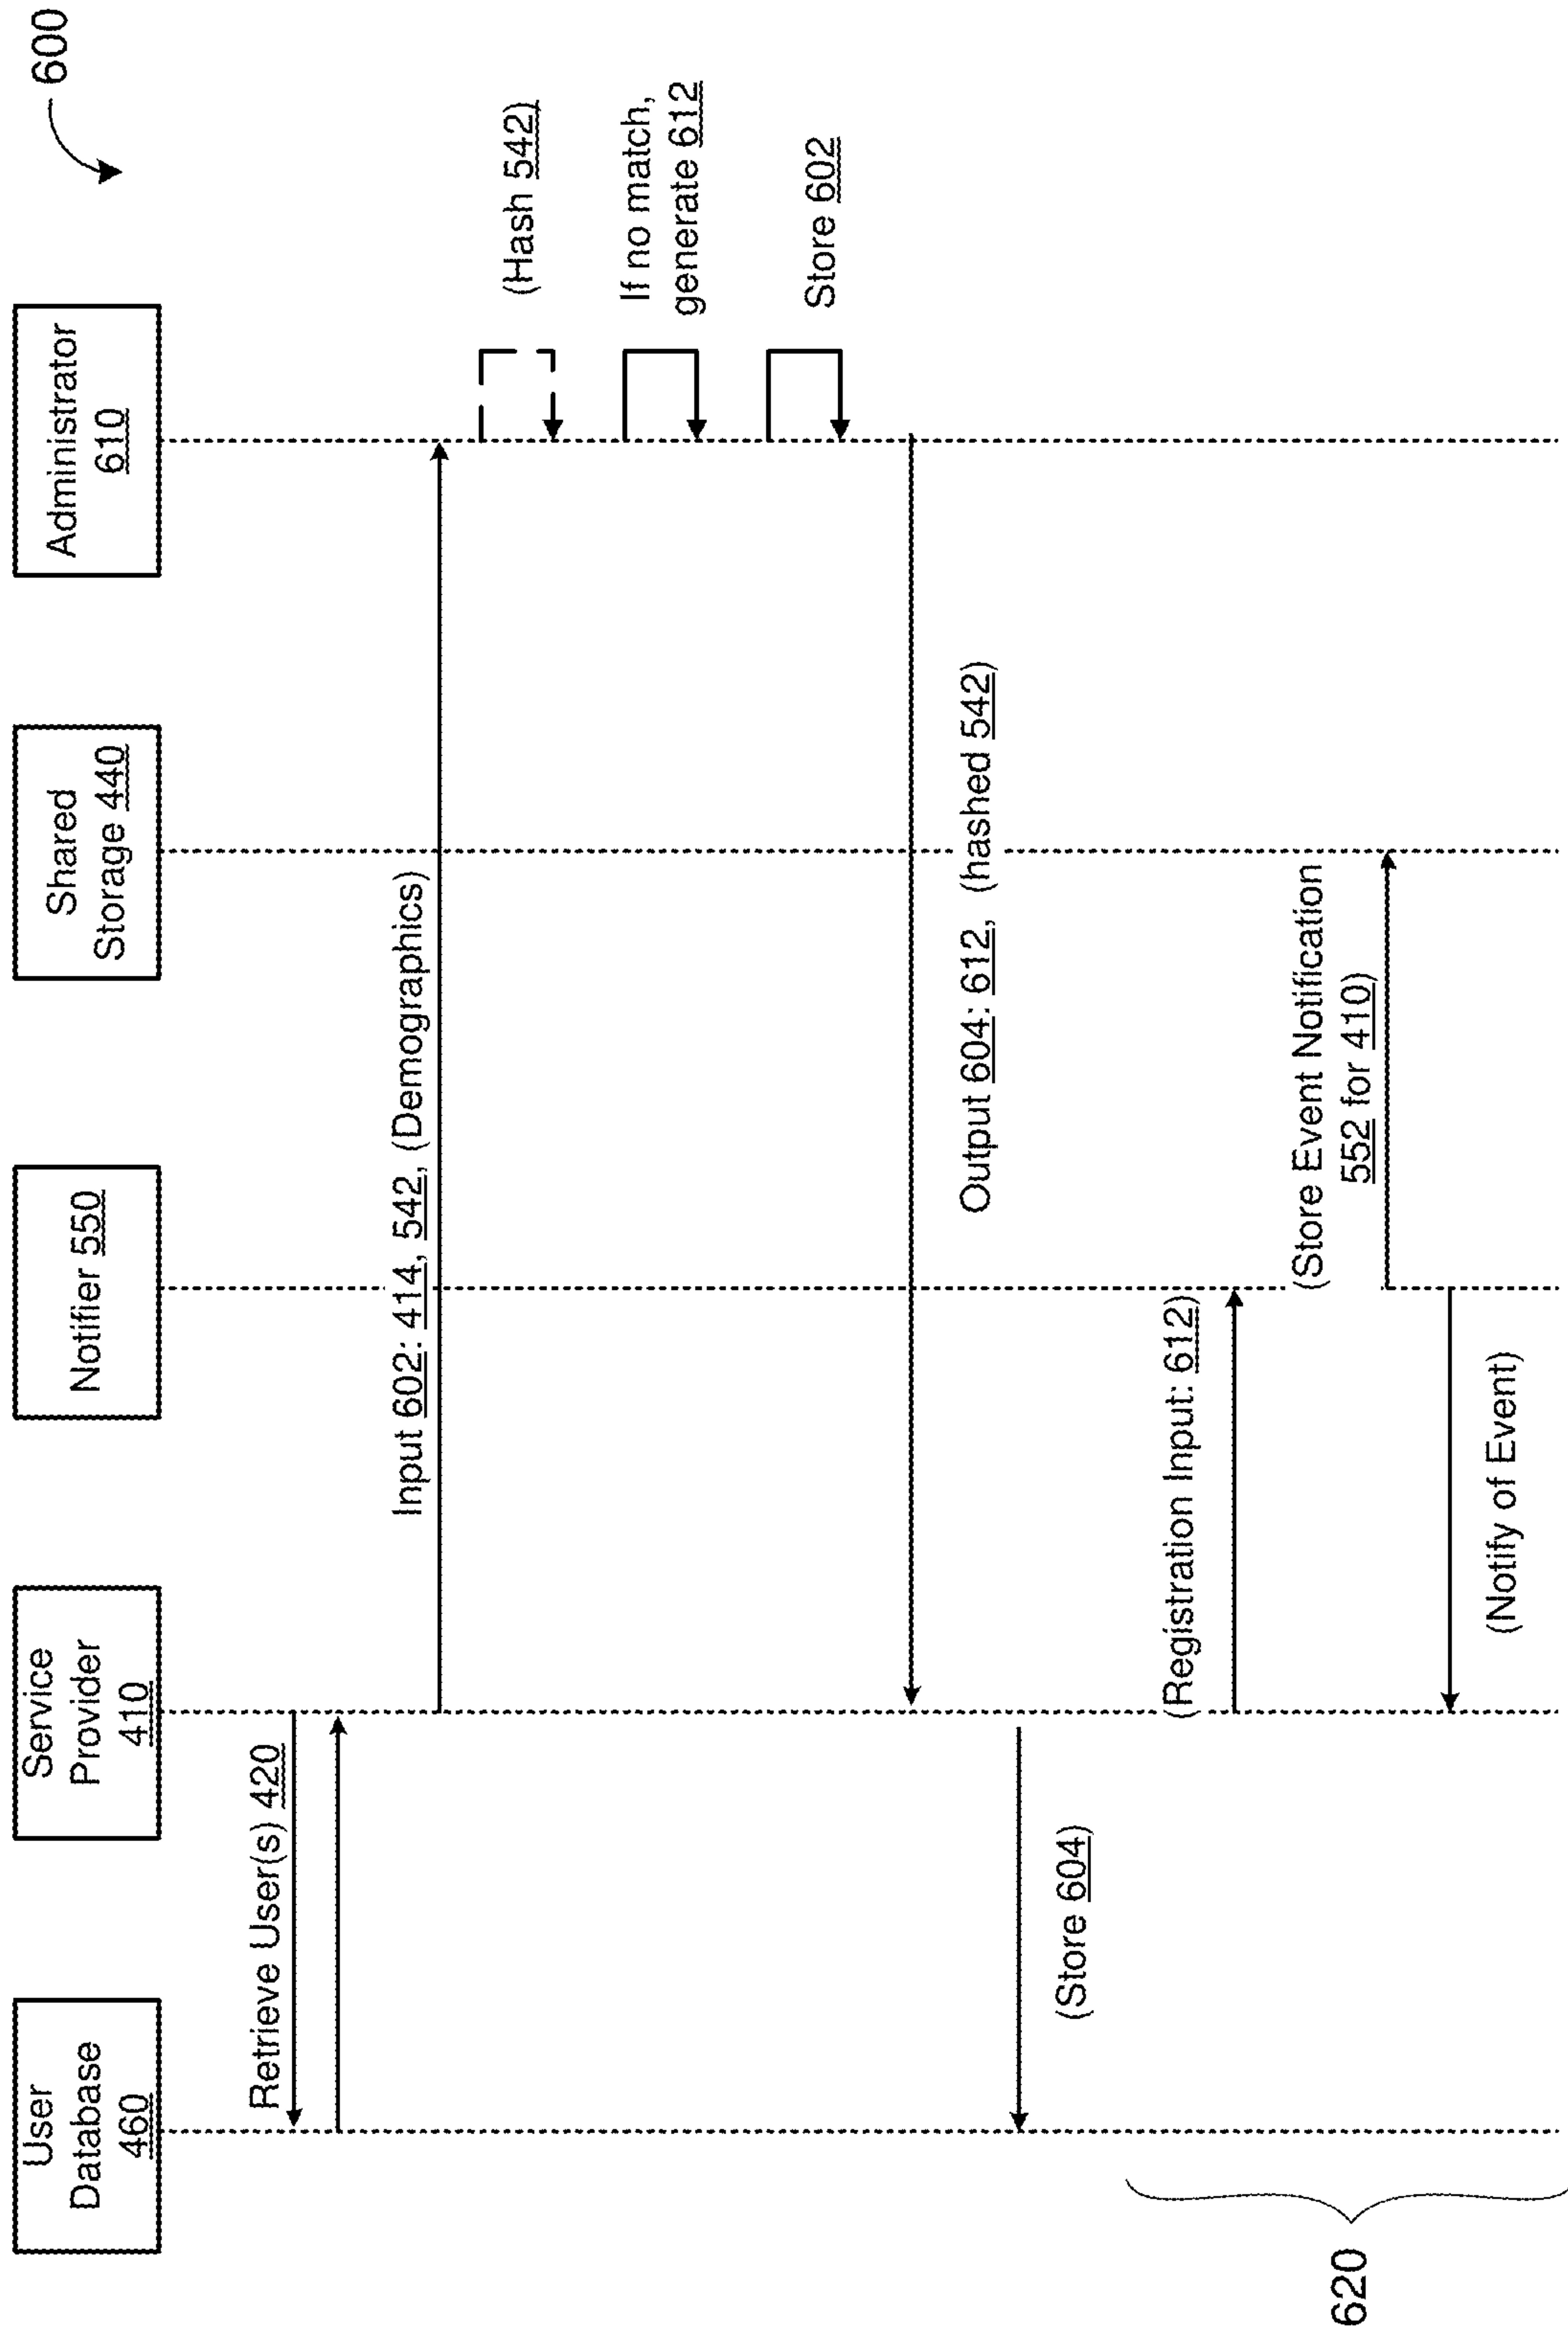 600
User
Database
460
Service
Provider
410
Notifier 550
Shared
Storage 440
Administrator
610
Retrieve User(s) 420
Input 602: 414, 542, (Demographics)
(Hash 542)
If no match,
generate 612
Store 602
Output 604: 612, (hashed 542)
(Store 604)
620
(Registration Input: 612)
(Store Event Notification
552 for 410)
(Notify of Event)